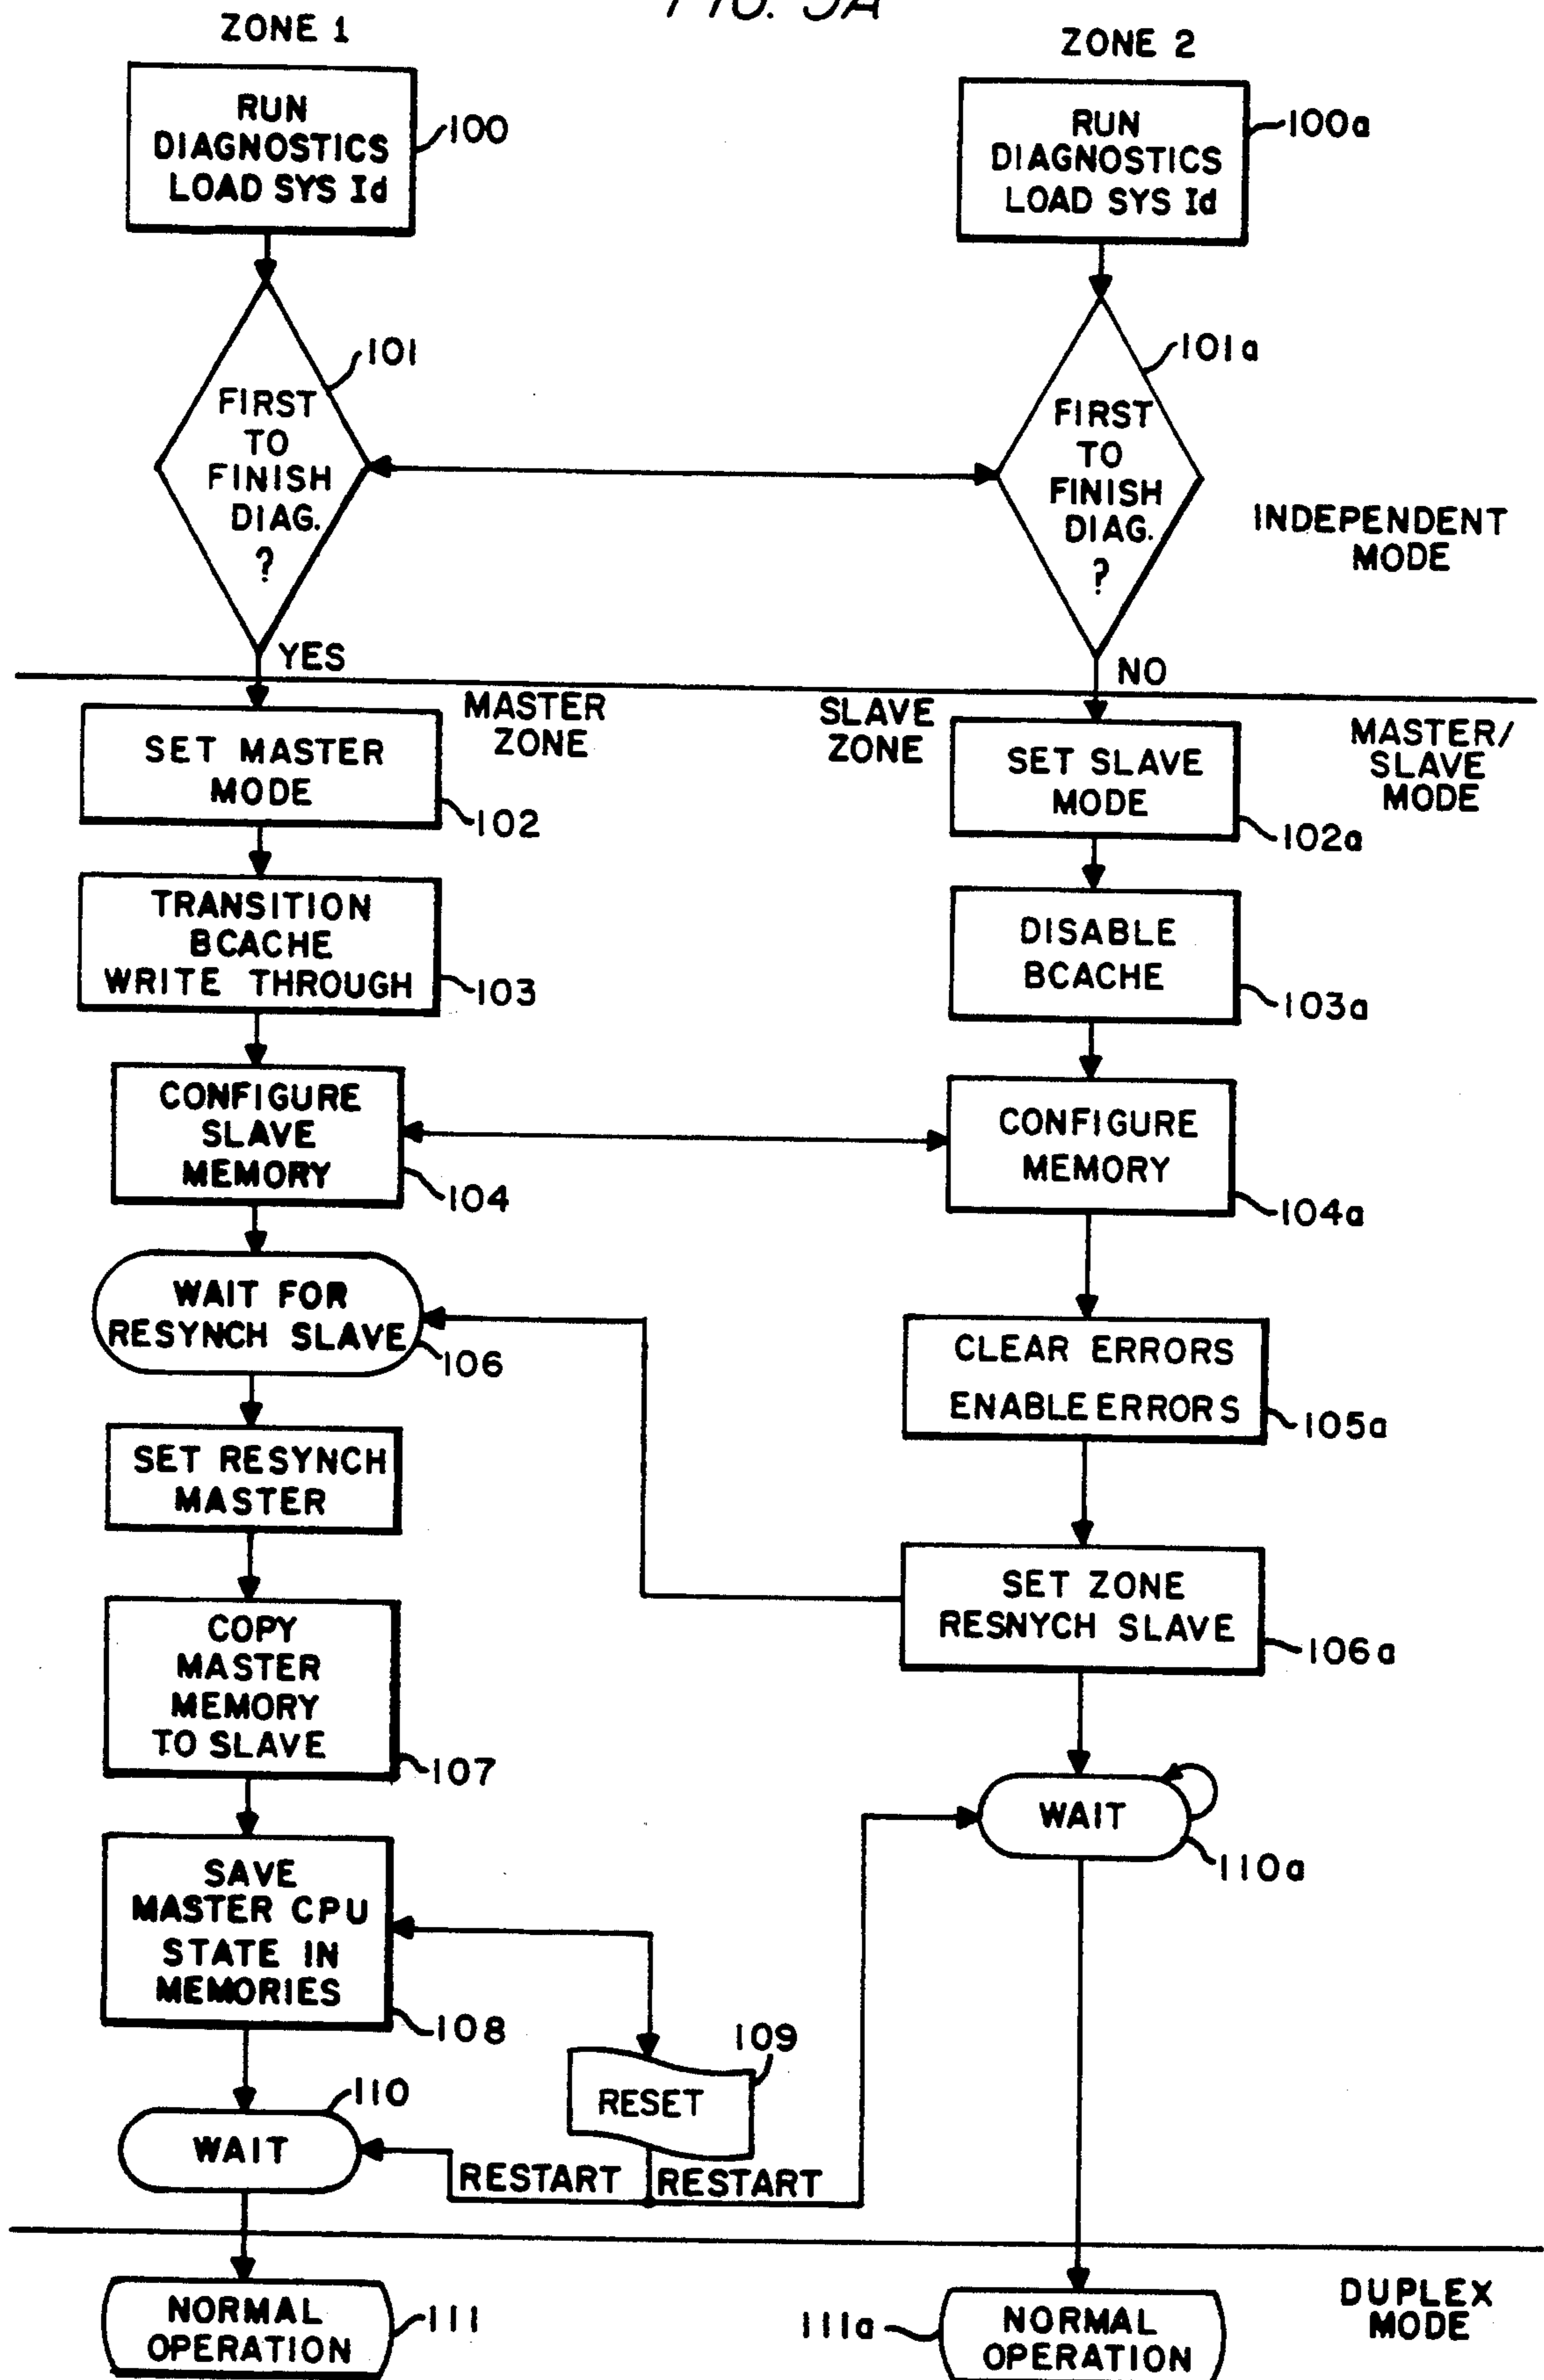 FIG. 9A
ZONE 1
RUN
DIAGNOSTICS
LOAD SYS Id
100
ZONE 2
RUN
DIAGNOSTICS
LOAD SYS Id
100a
FIRST
TO
FINISH
DIAG.
?
101
FIRST
TO
FINISH
DIAG.
?
101a
INDEPENDENT
MODE
YES
NO
MASTER
ZONE
SLAVE
ZONE
MASTER/
SLAVE
MODE
SET MASTER
MODE
102
SET SLAVE
MODE
102a
TRANSITION
BCACHE
WRITE THROUGH
103
DISABLE
BCACHE
103a
CONFIGURE
SLAVE
MEMORY
104
CONFIGURE
MEMORY
104a
WAIT FOR
RESYNCH SLAVE
106
CLEAR ERRORS
ENABLE ERRORS
105a
SET RESYNCH
MASTER
SET ZONE
RESNYCH SLAVE
106a
COPY
MASTER
MEMORY
TO SLAVE
107
WAIT
110a
SAVE
MASTER CPU
STATE IN
MEMORIES
108
RESET
109
WAIT
110
RESTART
RESTART
NORMAL
OPERATION
111
NORMAL
OPERATION
111a
DUPLEX
MODE